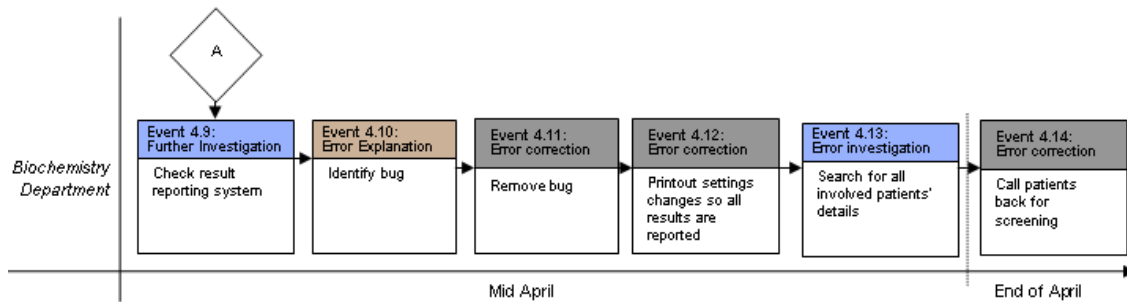 A
Biochemistry
Department
Event 4.9:
Further Investigation
Check result
reporting system
Event 4.10:
Error Explanation
Identify bug
Event 4.11:
Error correction
Remove bug
Event 4.12:
Error correction
Printout settings
changes so all
results are
reported
Event 4.13:
Error investigation
Search for all
involved patients'
details
Event 4.14:
Error correction
Call patients
back for
screening
Mid April
End of April